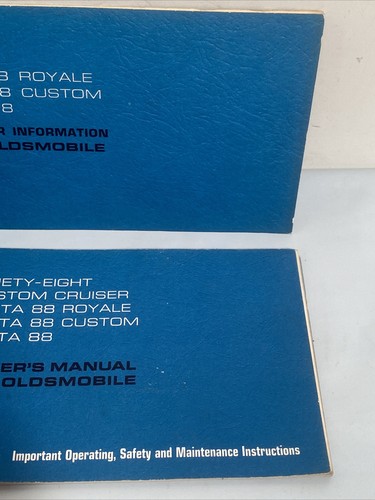 8 ROYALE
8 CUSTOM
8
R INFORMATION
LDSMOBILE
ETY-EIGHT
STOM CRUISER
TA 88 ROYALE
TA 88 CUSTOM
TA 88
ER'S MANUAL
OLDSMOBILE
Important Operating, Safety and Maintenance Instructions